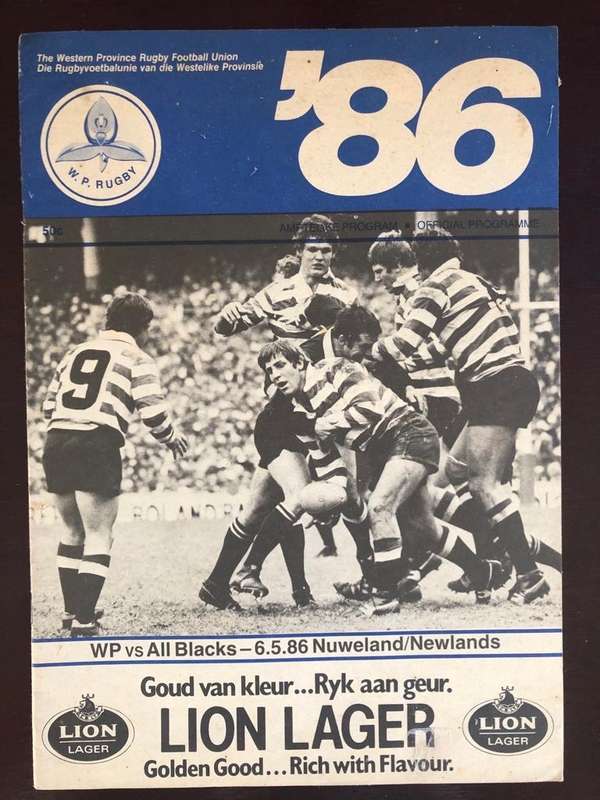 The Western Province Rugby Football Union
Die Rugbyvoetbalunie van die Westelike Provinsie
'86
W.P. RUGBY
50c
AMPTELIKE PROGRAM ★ OFFICIAL PROGRAMME
9
BOLAND BA
WP vs All Blacks – 6.5.86 Nuweland/Newlands
Goud van kleur...Ryk aan geur.
LION LAGER
Golden Good...Rich with Flavour.
LION
LAGER
LION
LAGER